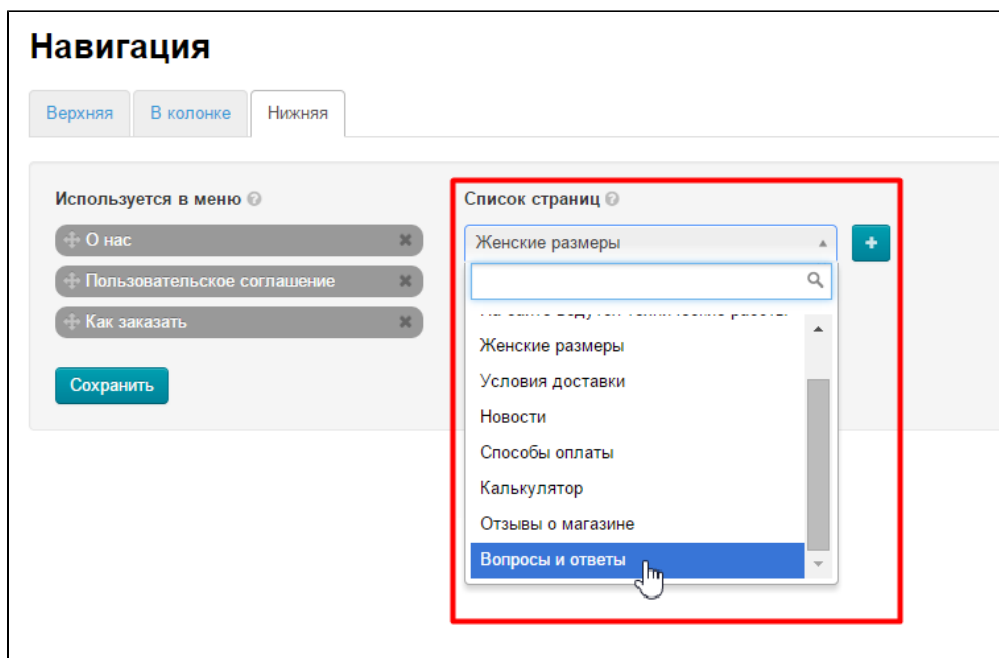 Навигация
Верхняя В колонке Нижняя
Используется в меню
Список страниц
О нас
Пользовательское соглашение
Как заказать
Сохранить
Женские размеры
Женские размеры
Условия доставки
Новости
Способы оплаты
Калькулятор
Отзывы о магазине
Вопросы и ответы